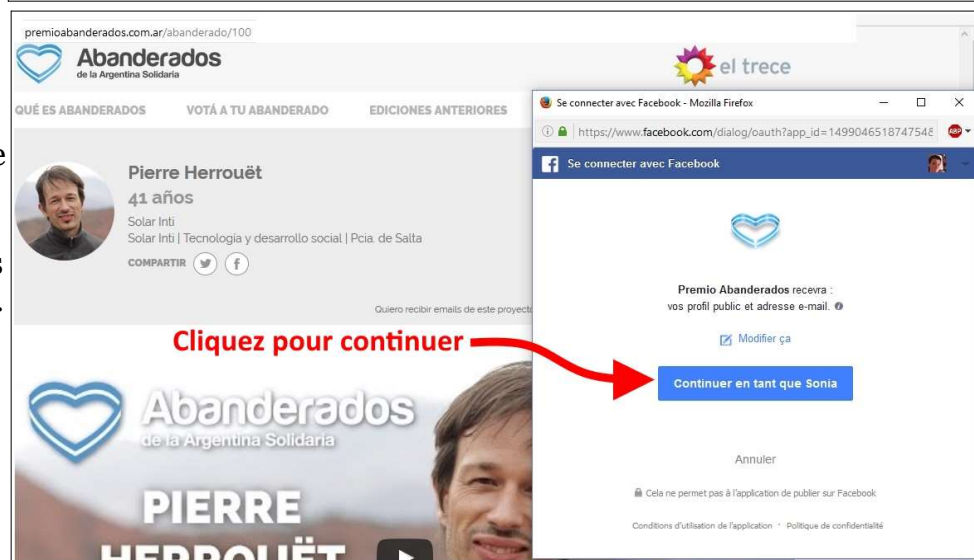 premioabanderados.com.ar/abanderado/100
Abanderados
de la Argentina Solidaria
el trece
QUÉ ES ABANDERADOS VOTÁ A TU ABANDERADO EDICIONES ANTERIORES
e
Pierre Herrouët
41 años
Solar Inti
Solar Inti | Tecnología y desarrollo social | Pcia. de Salta
COMPARTIR
s
.
Quiero recibir emails de este proyecto
Cliquez pour continuer
Abanderados
de la Argentina Solidaria
PIERRE
HERROUËT
Se connecter avec Facebook - Mozilla Firefox
https://www.facebook.com/dialog/oauth?app_id=149904651874754
ABP
Se connecter avec Facebook
Premio Abanderados recevra :
vos profil public et adresse e-mail.
Modifier ça
Continuer en tant que Sonia
Annuler
Cela ne permet pas à l'application de publier sur Facebook
Conditions d'utilisation de l'application · Politique de confidentialité